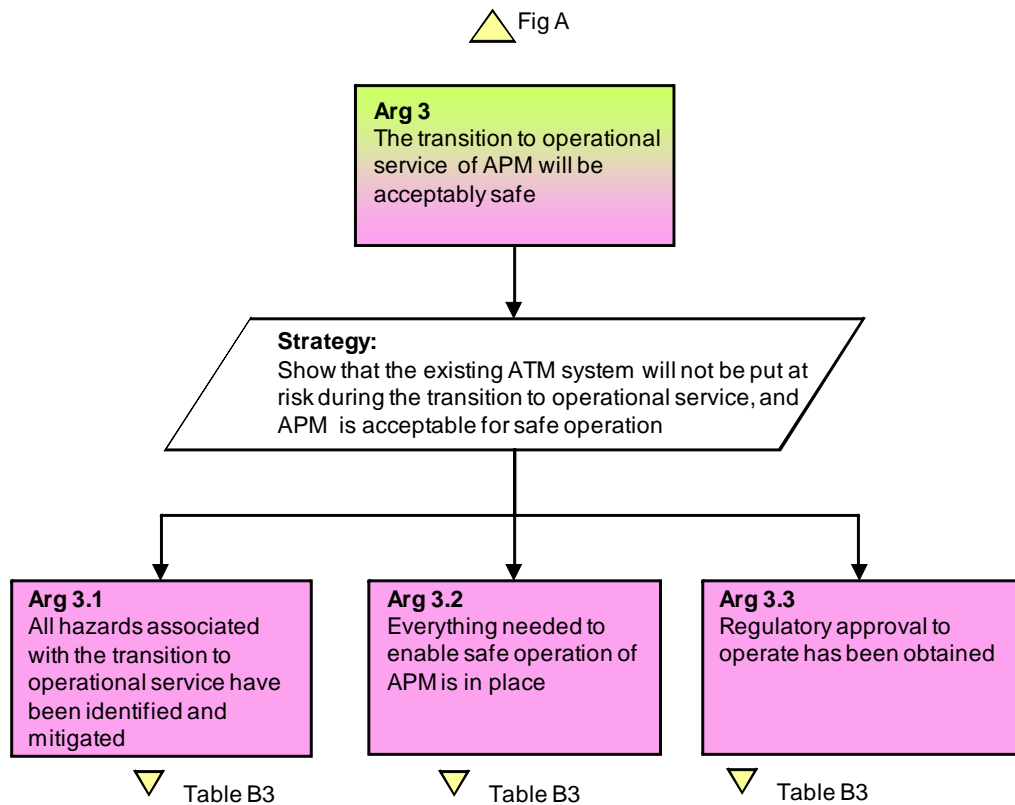 Fig A
Arg 3
The transition to operational
service of APM will be
acceptably safe
Strategy:
Show that the existing ATM system will not be put at
risk during the transition to operational service, and
APM is acceptable for safe operation
Arg 3.1
All hazards associated
with the transition to
operational service have
been identified and
mitigated
Arg 3.2
Everything needed to
enable safe operation of
APM is in place
Arg 3.3
Regulatory approval to
operate has been obtained
Table B3
Table B3
Table B3